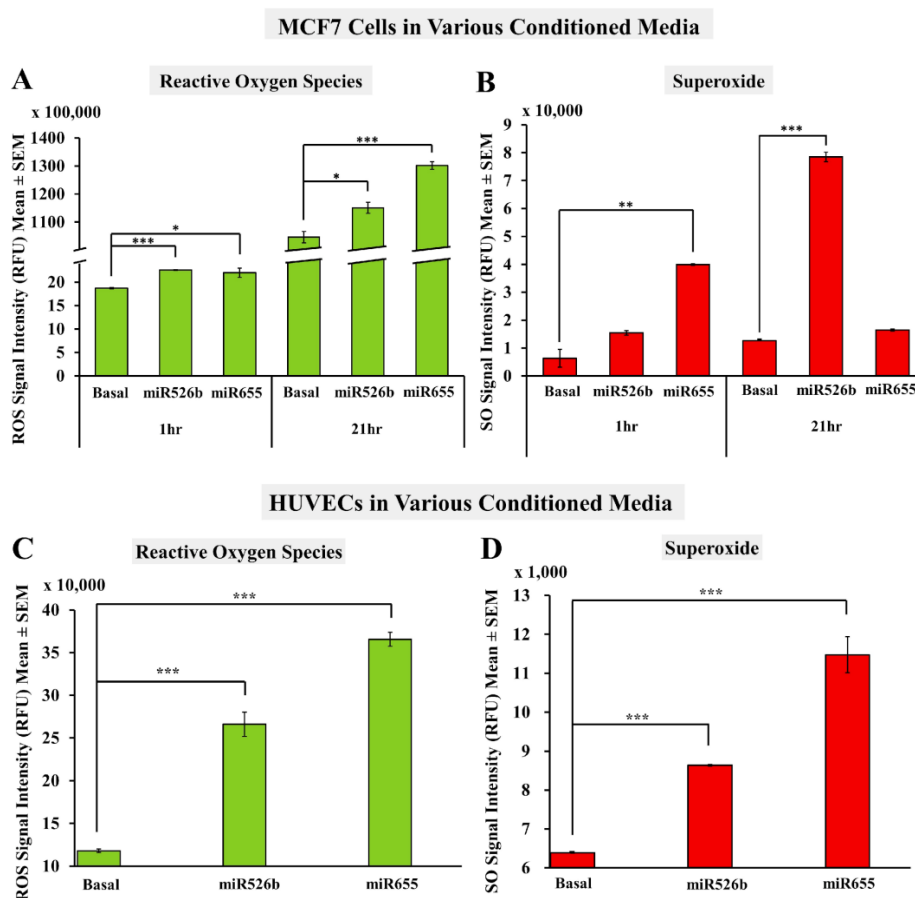 MCF7 Cells in Various Conditioned Media
A
Reactive Oxygen Species
x 100,000
ROS Signal Intensity (RFU) Mean ± SEM
1400
1300
1200
1100
20
15
10
5
0
*
***
***
*
Basal miR526b miR655 Basal miR526b miR655
1hr 21hr
B
Superoxide
x 10,000
SO Signal Intensity (RFU) Mean ± SEM
9
8
7
6
5
4
3
2
1
0
**
***
Basal miR526b miR655 Basal miR526b miR655
1hr 21hr
HUVECs in Various Conditioned Media
C
Reactive Oxygen Species
x 10,000
ROS Signal Intensity (RFU) Mean ± SEM
40
35
30
25
20
15
10
***
***
Basal miR526b miR655
D
Superoxide
x 1,000
SO Signal Intensity (RFU) Mean ± SEM
13
12
11
10
9
8
7
6
***
***
Basal miR526b miR655